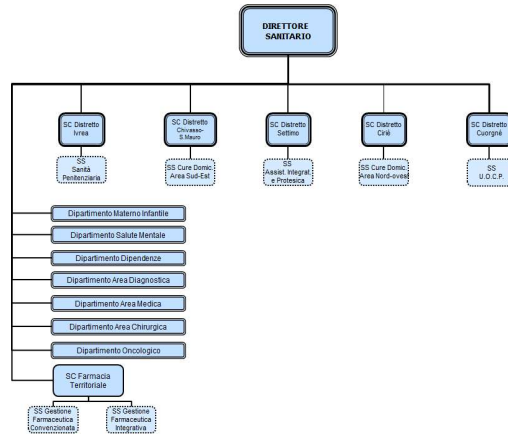 DIRETTORE
SANITARIO
SC Distretto
Ivrea
SC Distretto
Chivasso-
S.Mauro
SC Distretto
Settimo
SC Distretto
Ciriè
SC Distretto
Cuorgnè
SS
Sanità
Penitenziaria
SS Cure Domic.
Area Sud-Est
SS
Assist. Integrat.
e Protesica
SS Cure Domic.
Area Nord-ovest
SS
U.O.C.P.
Dipartimento Materno Infantile
Dipartimento Salute Mentale
Dipartimento Dipendenze
Dipartimento Area Diagnostica
Dipartimento Area Medica
Dipartimento Area Chirurgica
Dipartimento Oncologico
SC Farmacia
Territoriale
SS Gestione
Farmaceutica
Convenzionata
SS Gestione
Farmaceutica
Integrativa